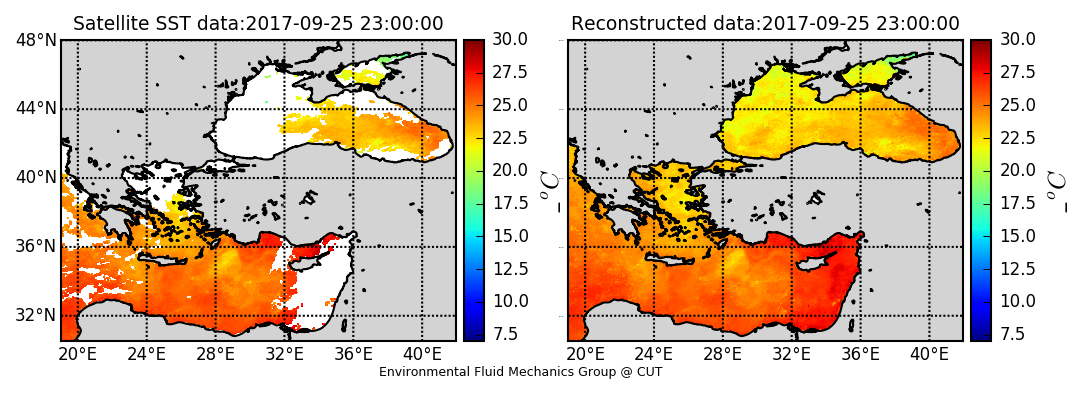 Satellite SST data:2017-09-25 23:00:00
48°N
44°N
40°N
36°N
32°N
20°E 24°E 28°E 32°E 36°E 40°E
30.0
27.5
25.0
22.5
20.0
17.5
15.0
12.5
10.0
7.5
_°C
Reconstructed data:2017-09-25 23:00:00
20°E 24°E 28°E 32°E 36°E 40°E
30.0
27.5
25.0
22.5
20.0
17.5
15.0
12.5
10.0
7.5
_°C
Environmental Fluid Mechanics Group @ CUT